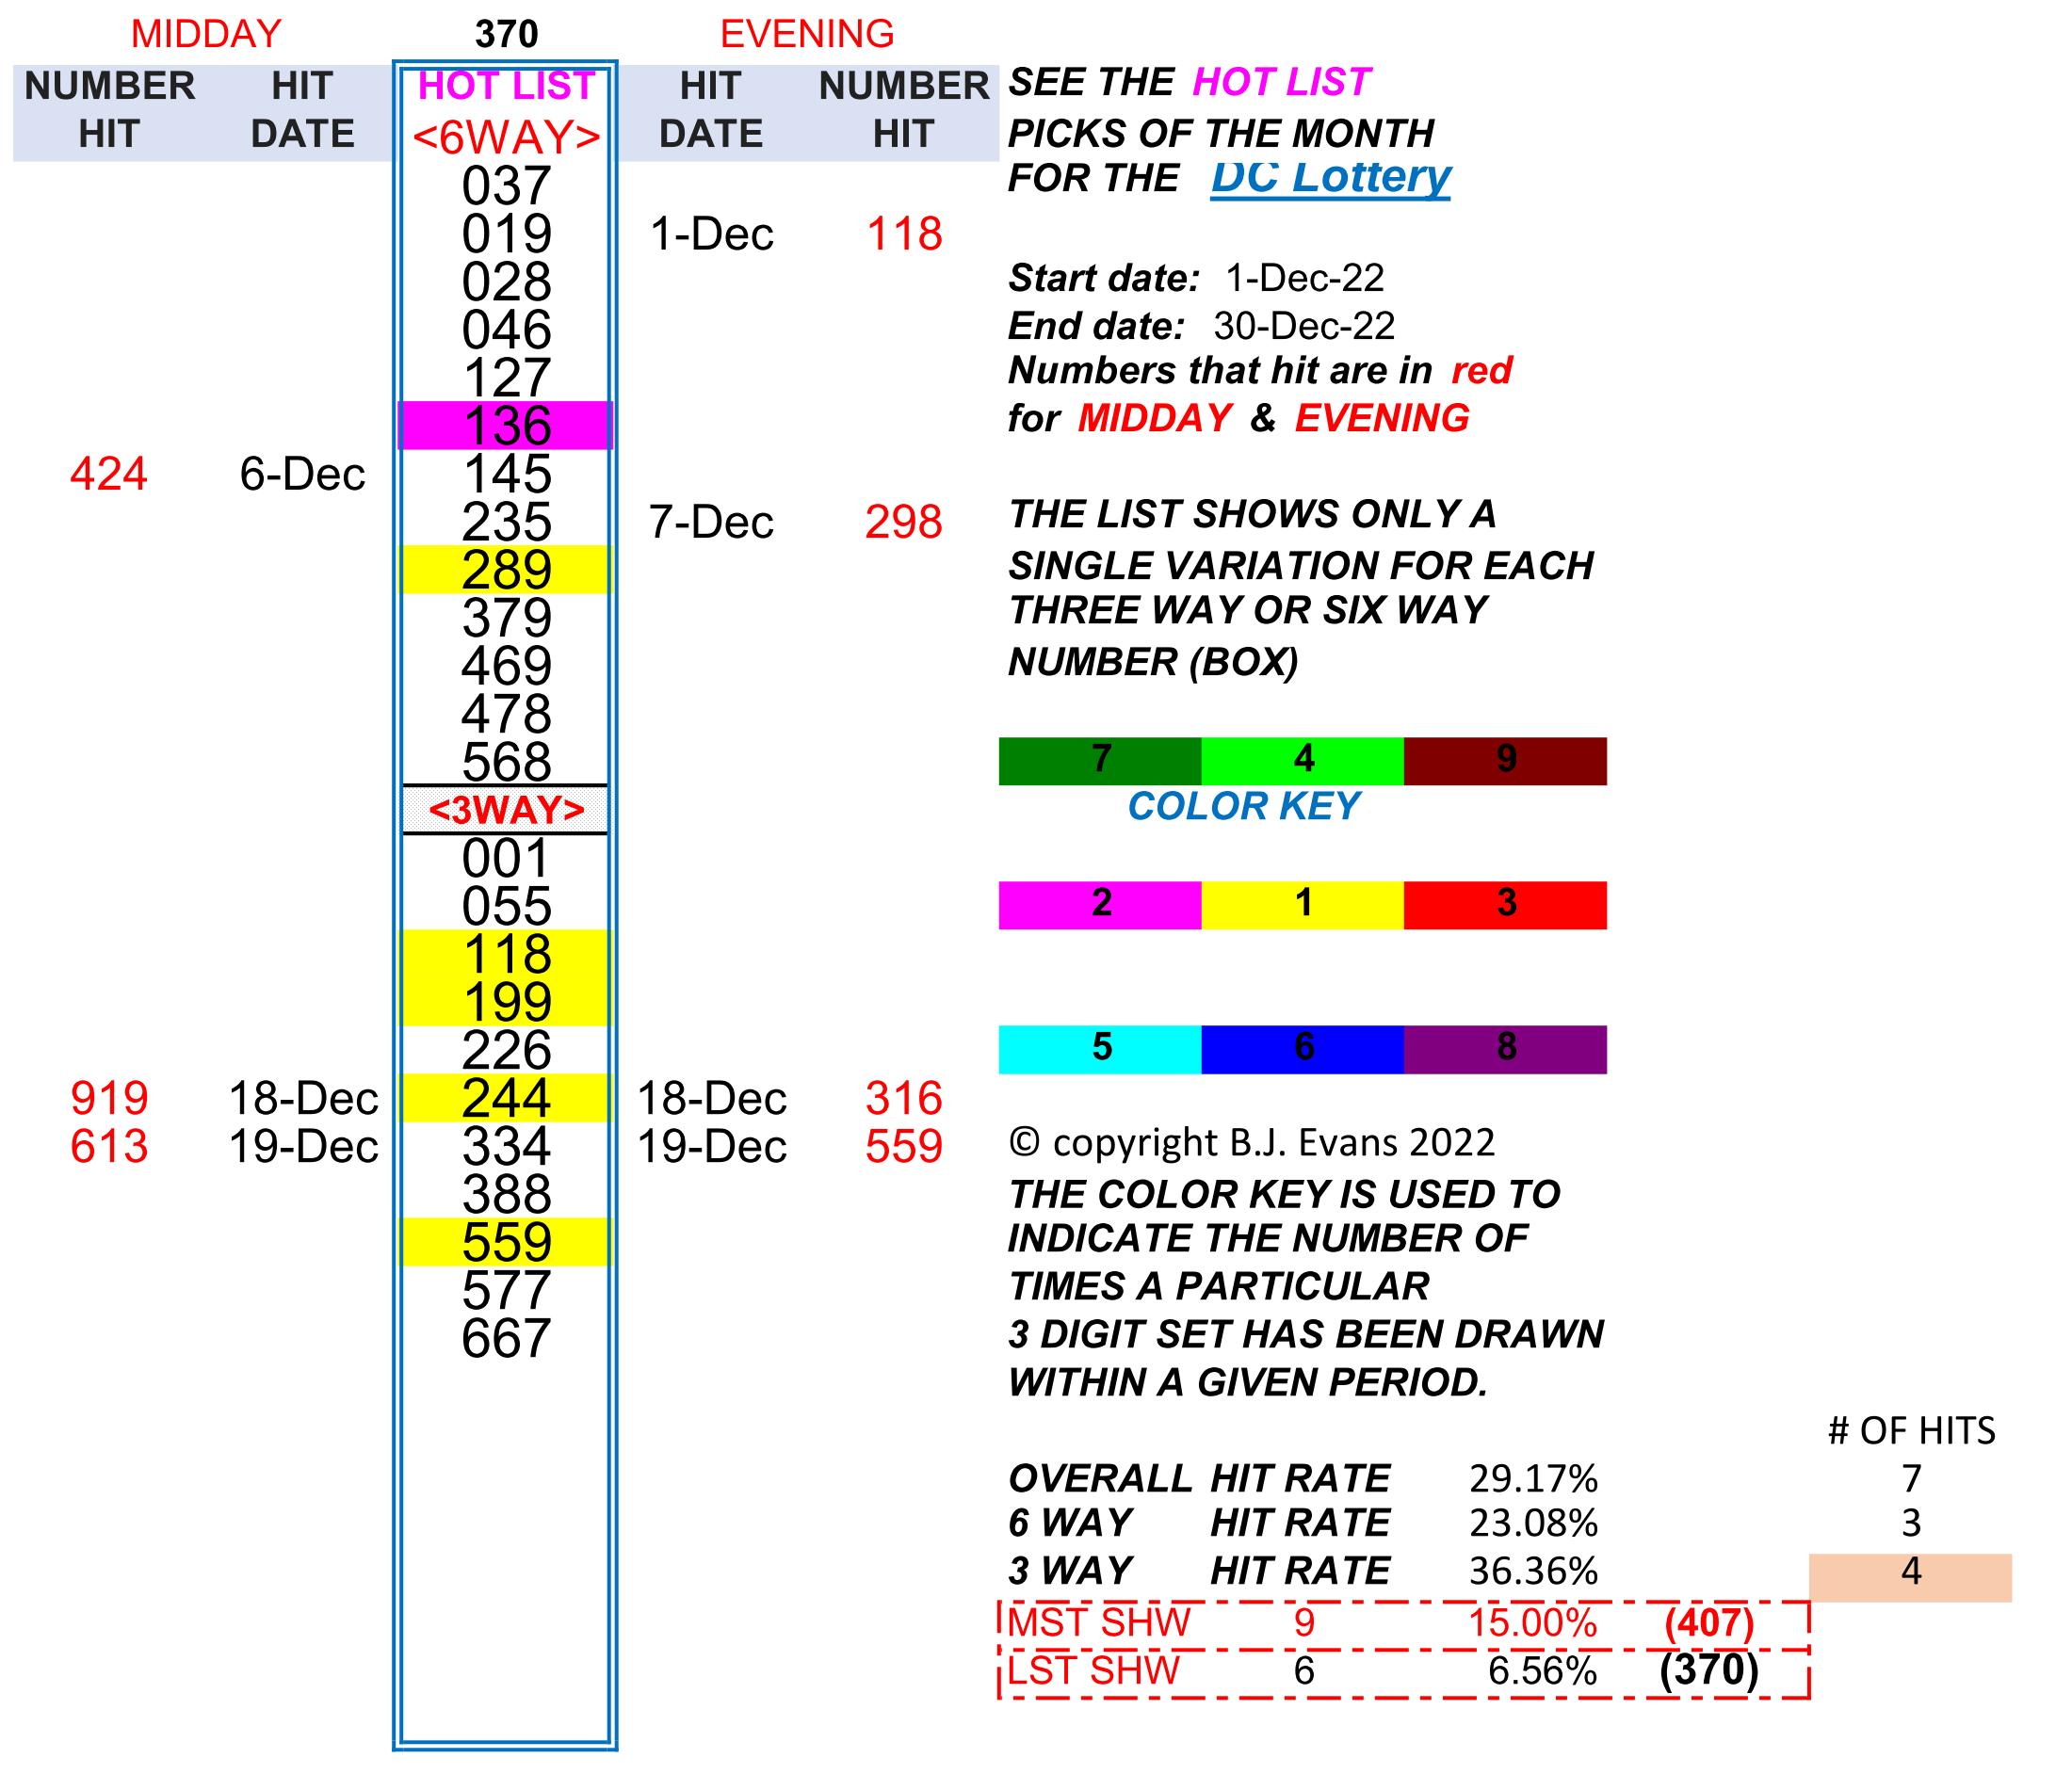 MIDDAY 370 EVENING
NUMBER HIT HOT LIST HIT NUMBER SEE THE HOT LIST
HIT DATE <6WAY> DATE HIT PICKS OF THE MONTH
037 FOR THE DC Lottery
019 1-Dec 118
028 Start date: 1-Dec-22
046 End date: 30-Dec-22
127 Numbers that hit are in red
136 for MIDDAY & EVENING
424 6-Dec 145
235 7-Dec 298 THE LIST SHOWS ONLY A
289 SINGLE VARIATION FOR EACH
379 THREE WAY OR SIX WAY
469 NUMBER (BOX)
478
568 7 4 9
<3WAY> COLOR KEY
001
055 2 1 3
118
199
226 5 6 8
919 18-Dec 244 18-Dec 316
613 19-Dec 334 19-Dec 559 © copyright B.J. Evans 2022
388 THE COLOR KEY IS USED TO
559 INDICATE THE NUMBER OF
577 TIMES A PARTICULAR
667 3 DIGIT SET HAS BEEN DRAWN
WITHIN A GIVEN PERIOD.
# OF HITS
OVERALL HIT RATE 29.17% 7
6 WAY HIT RATE 23.08% 3
3 WAY HIT RATE 36.36% 4
MST SHW 9 15.00% (407)
LST SHW 6 6.56% (370)